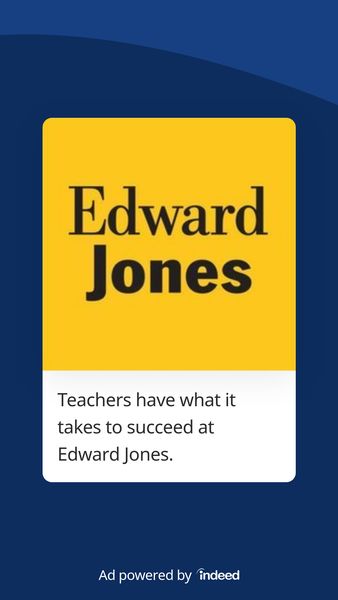 Edward
Jones
Teachers have what it
takes to succeed at
Edward Jones.
Ad powered by indeed